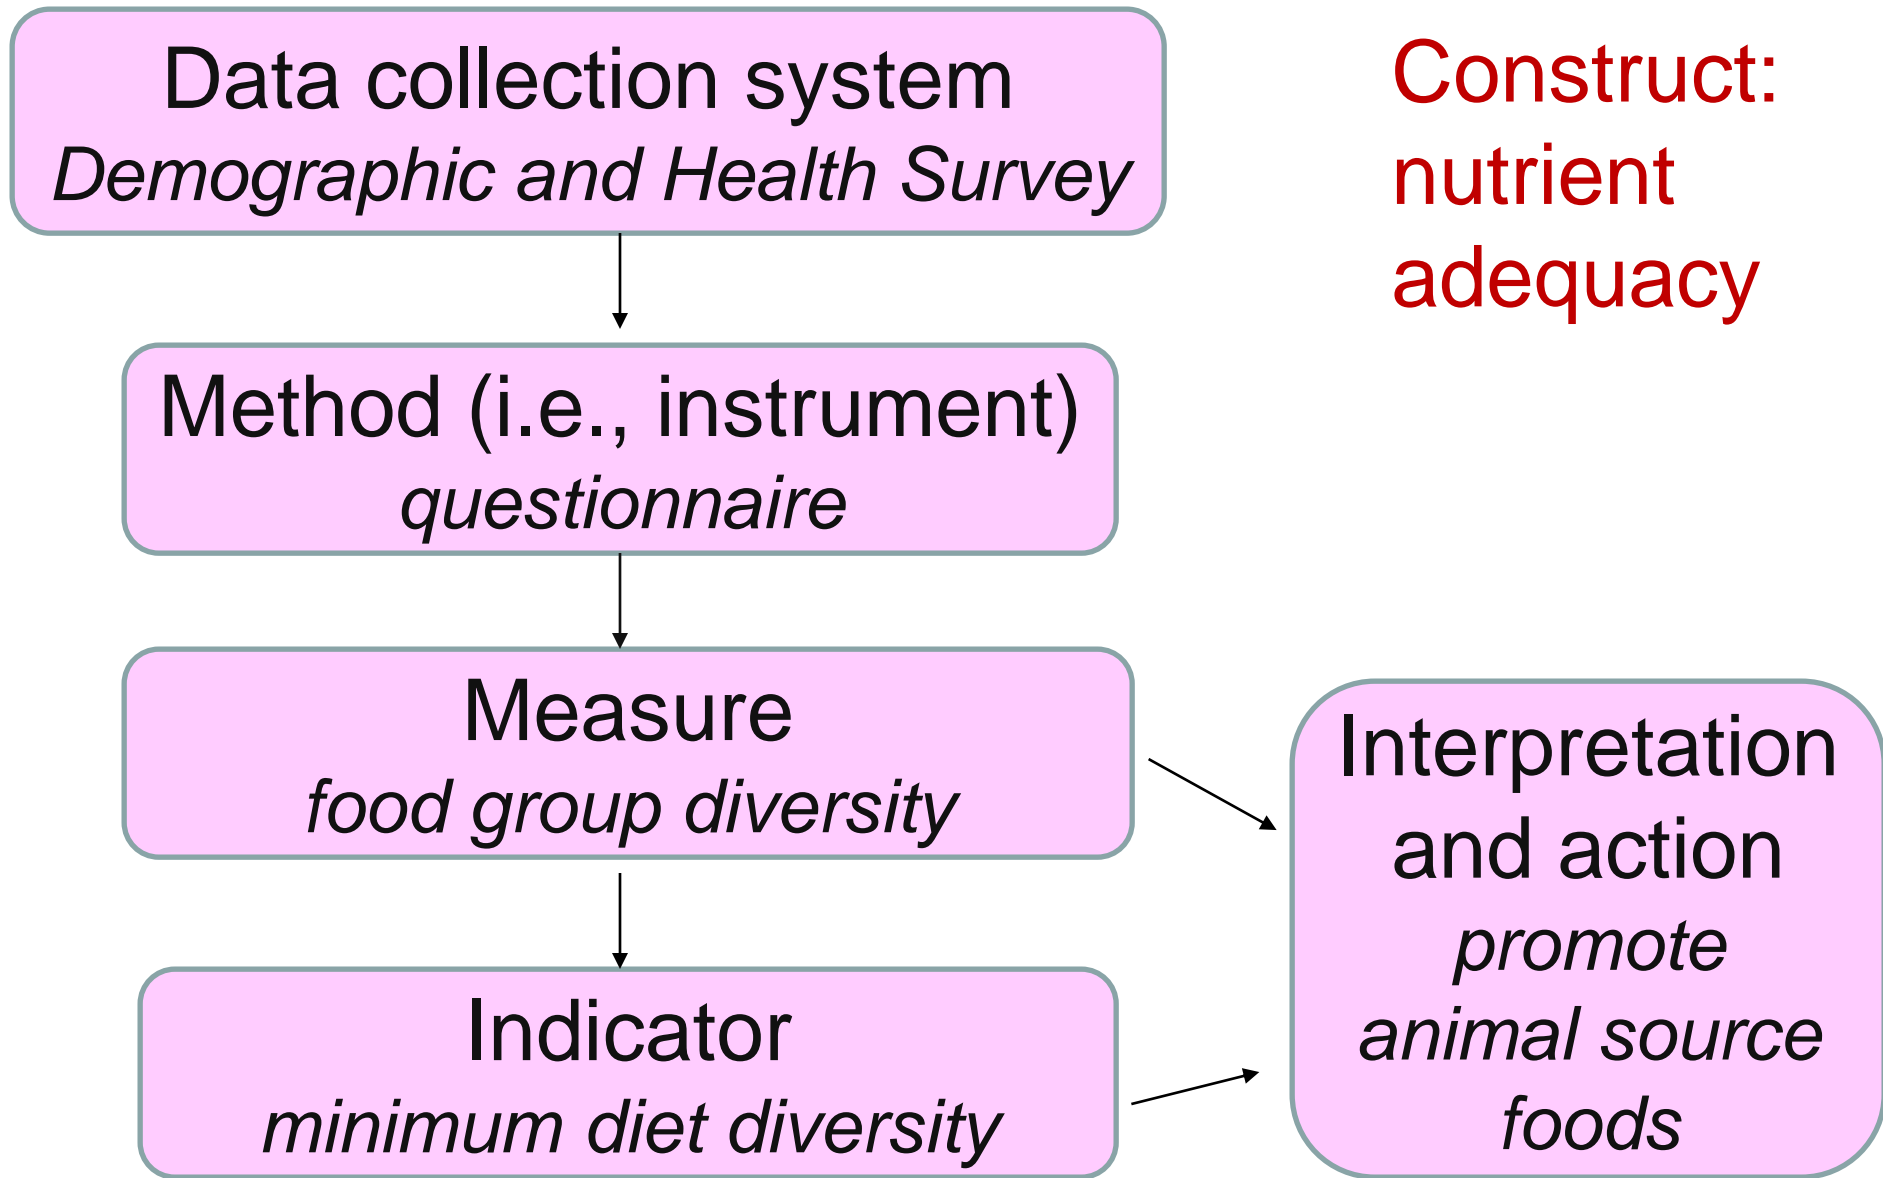 Data collection system
Demographic and Health Survey
Construct:
nutrient
adequacy
Method (i.e., instrument)
questionnaire
Measure
food group diversity
Indicator
minimum diet diversity
Interpretation
and action
promote
animal source
foods